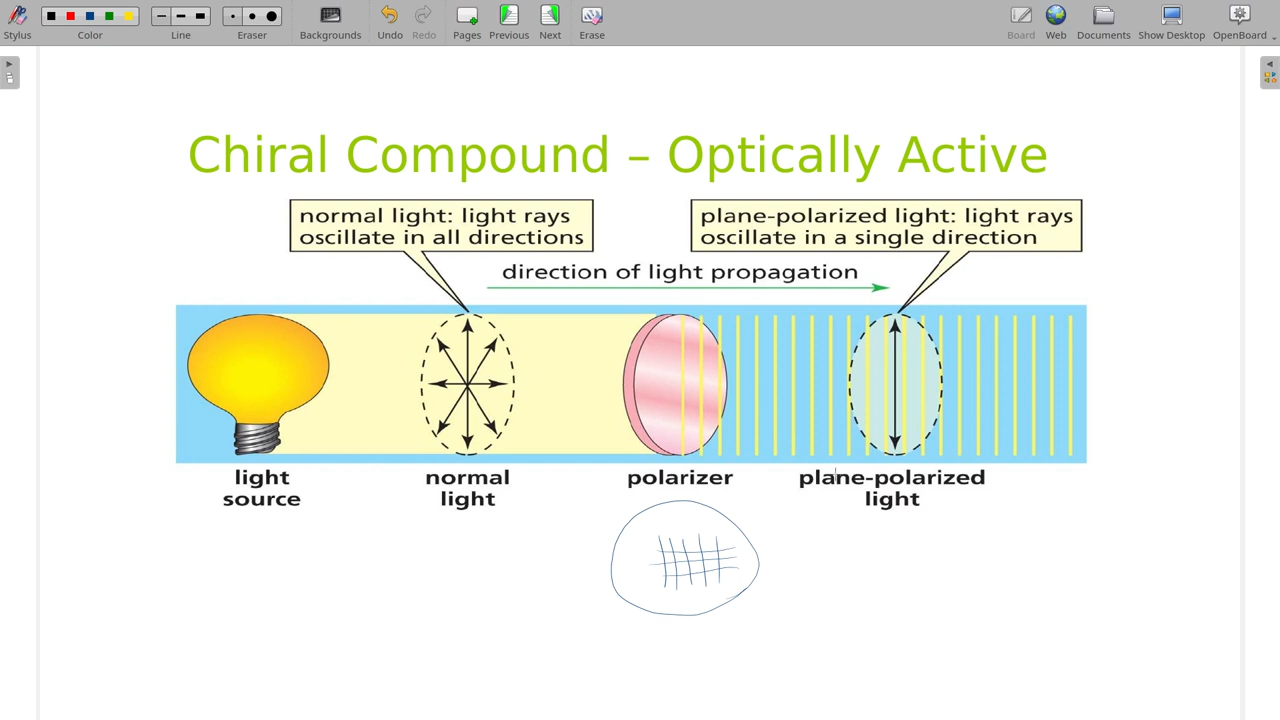 Stylus
Color
Line
Eraser
Backgrounds
Undo
Redo
Pages
Previous
Next
Erase
Board
Web
Documents
Show Desktop
OpenBoard
Chiral Compound – Optically Active
normal light: light rays
oscillate in all directions
plane-polarized light: light rays
oscillate in a single direction
direction of light propagation
light
source
normal
light
polarizer
plane-polarized
light